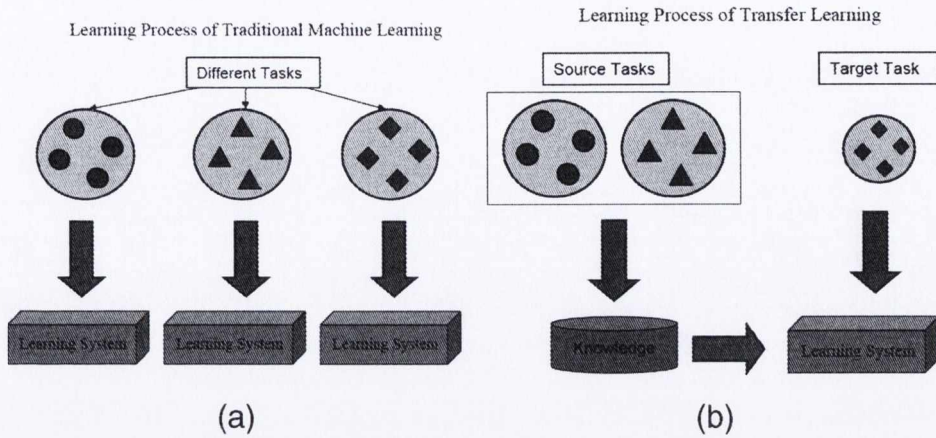 Learning Process of Traditional Machine Learning
Different Tasks
Learning System
Learning System
Learning System
(a)
Learning Process of Transfer Learning
Source Tasks
Target Task
Knowledge
Learning System
(b)